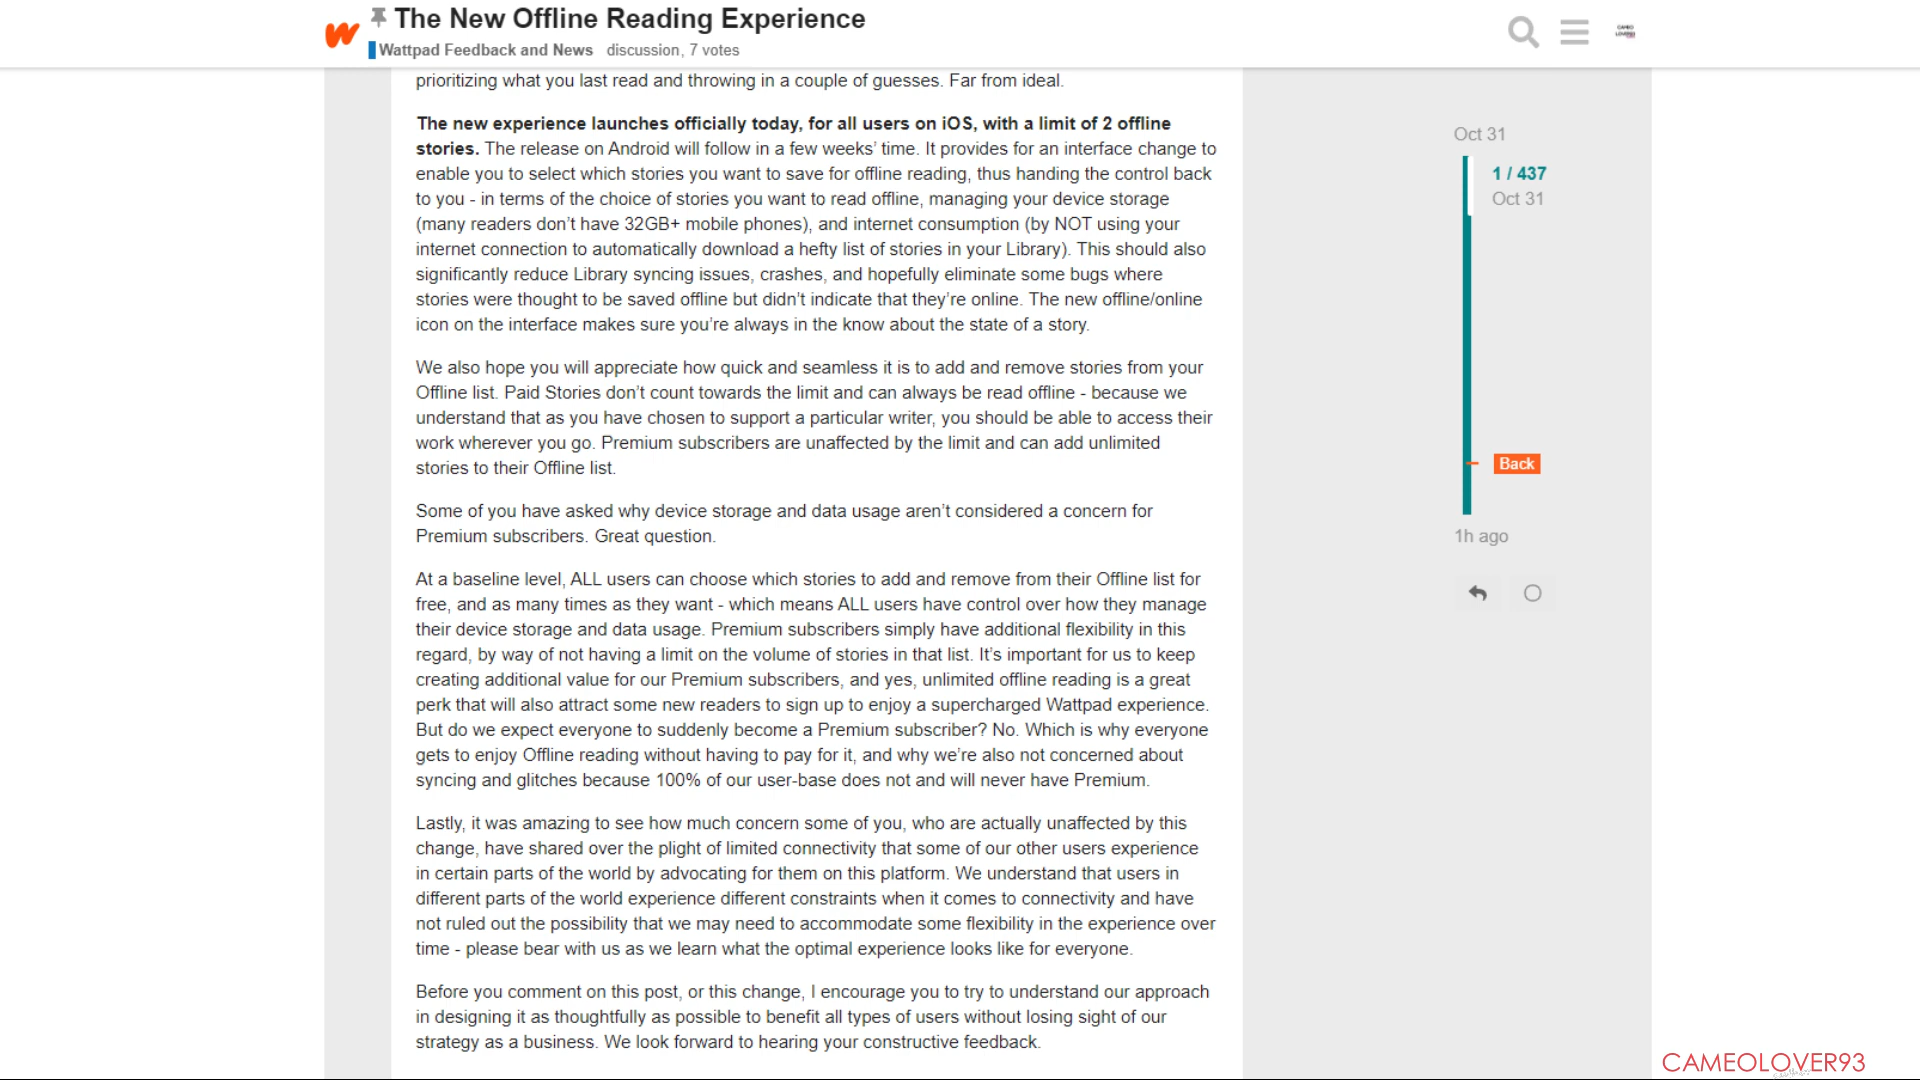 The New Offline Reading Experience
Wattpad Feedback and News discussion, 7 votes
prioritizing what you last read and throwing in a couple of guesses. Far from ideal.
The new experience launches officially today, for all users on iOS, with a limit of 2 offline
stories. The release on Android will follow in a few weeks’ time. It provides for an interface change to
enable you to select which stories you want to save for offline reading, thus handing the control back
to you - in terms of the choice of stories you want to read offline, managing your device storage
(many readers don’t have 32GB+ mobile phones), and internet consumption (by NOT using your
internet connection to automatically download a hefty list of stories in your Library). This should also
significantly reduce Library syncing issues, crashes, and hopefully eliminate some bugs where
stories were thought to be saved offline but didn’t indicate that they’re online. The new offline/online
icon on the interface makes sure you’re always in the know about the state of a story.
We also hope you will appreciate how quick and seamless it is to add and remove stories from your
Offline list. Paid Stories don’t count towards the limit and can always be read offline - because we
understand that as you have chosen to support a particular writer, you should be able to access their
work wherever you go. Premium subscribers are unaffected by the limit and can add unlimited
stories to their Offline list.
Some of you have asked why device storage and data usage aren’t considered a concern for
Premium subscribers. Great question.
At a baseline level, ALL users can choose which stories to add and remove from their Offline list for
free, and as many times as they want - which means ALL users have control over how they manage
their device storage and data usage. Premium subscribers simply have additional flexibility in this
regard, by way of not having a limit on the volume of stories in that list. It’s important for us to keep
creating additional value for our Premium subscribers, and yes, unlimited offline reading is a great
perk that will also attract some new readers to sign up to enjoy a supercharged Wattpad experience.
But do we expect everyone to suddenly become a Premium subscriber? No. Which is why everyone
gets to enjoy Offline reading without having to pay for it, and why we’re also not concerned about
syncing and glitches because 100% of our user-base does not and will never have Premium.
Lastly, it was amazing to see how much concern some of you, who are actually unaffected by this
change, have shared over the plight of limited connectivity that some of our other users experience
in certain parts of the world by advocating for them on this platform. We understand that users in
different parts of the world experience different constraints when it comes to connectivity and have
not ruled out the possibility that we may need to accommodate some flexibility in the experience over
time - please bear with us as we learn what the optimal experience looks like for everyone.
Before you comment on this post, or this change, I encourage you to try to understand our approach
in designing it as thoughtfully as possible to benefit all types of users without losing sight of our
strategy as a business. We look forward to hearing your constructive feedback.
Oct 31
1 / 437
Oct 31
Back
1h ago
CAMEOLOVER93